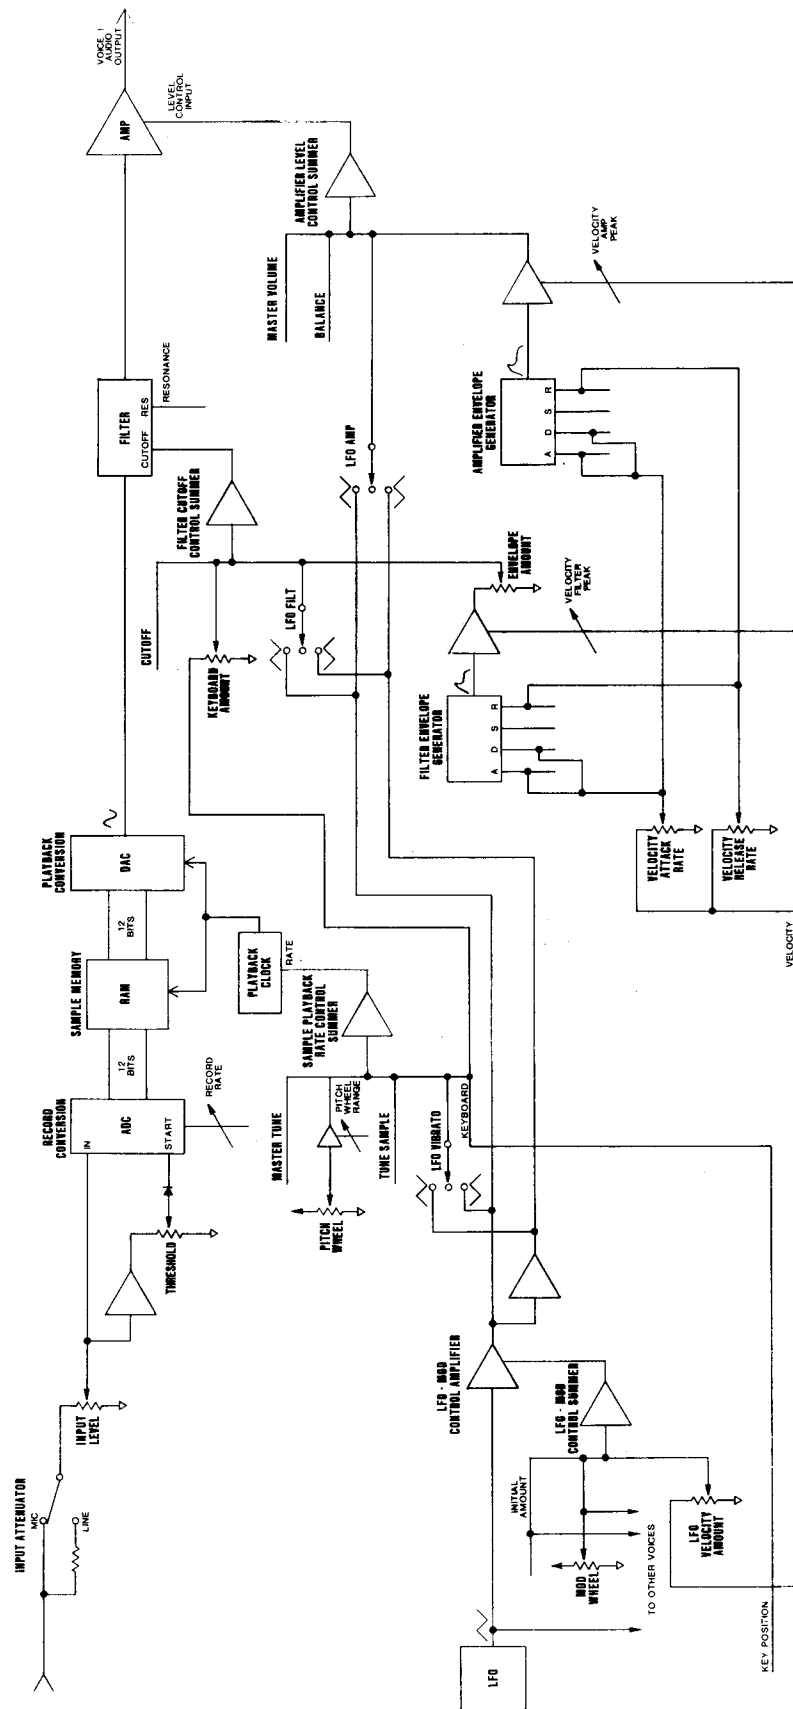 VOICE 1
AUDIO
OUTPUT
AMP
LEVEL
CONTROL
INPUT
AMPLIFIER LEVEL
CONTROL SUMMER
MASTER VOLUME
BALANCE
VELOCITY
AMP
PEAK
FILTER
CUTOFF
RES
RESONANCE
FILTER CUTOFF
CONTROL SUMMER
LFO AMP
AMPLIFIER ENVELOPE
GENERATOR
A
D
S
R
CUTOFF
KEYBOARD
AMOUNT
LFO FILT
ENVELOPE
AMOUNT
VELOCITY
FILTER
PEAK
FILTER ENVELOPE
GENERATOR
A
D
S
R
VELOCITY
ATTACK
RATE
VELOCITY
RELEASE
RATE
VELOCITY
PLAYBACK
CONVERSION
DAC
12
BITS
SAMPLE MEMORY
RAM
12
BITS
PLAYBACK
CLOCK
RATE
RECORD
CONVERSION
ADC
IN
START
RECORD
RATE
SAMPLE PLAYBACK
RATE CONTROL
SUMMER
MASTER TUNE
PITCH
WHEEL
RANGE
TUNE SAMPLE
LFO VIBRATO
KEYBOARD
PITCH
WHEEL
THRESHOLD
INPUT
LEVEL
INPUT ATTENUATOR
MIC
LINE
LFO - MOD
CONTROL AMPLIFIER
LFO - MOD
CONTROL SUMMER
INITIAL
AMOUNT
MOD
WHEEL
LFO
VELOCITY
AMOUNT
TO OTHER VOICES
LFO
KEY POSITION